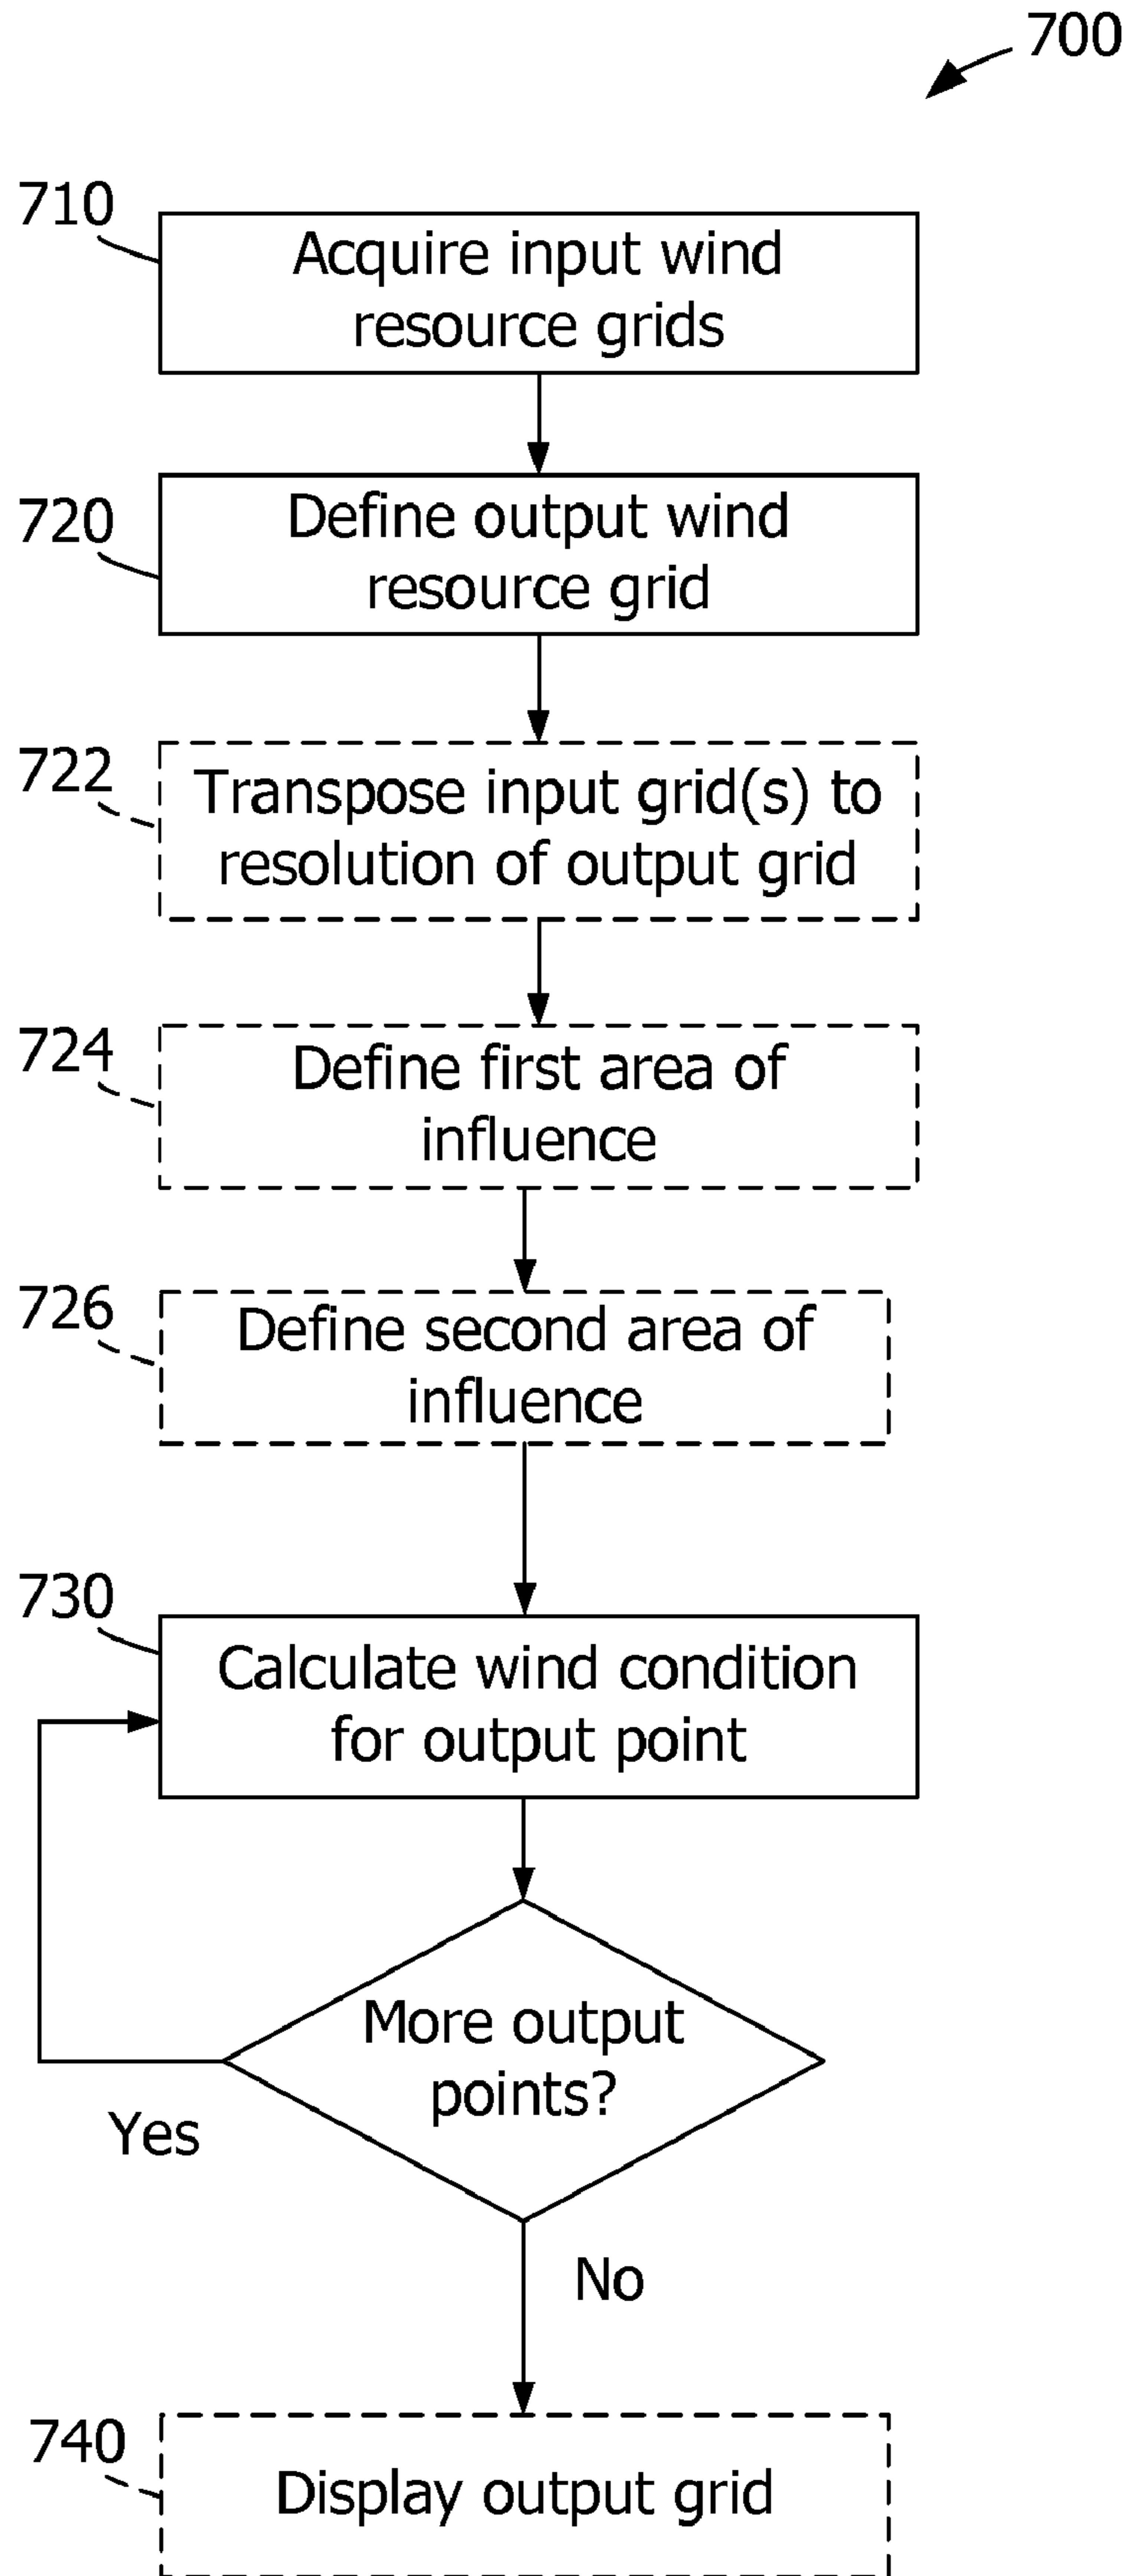 700
710
Acquire input wind
resource grids
720
Define output wind
resource grid
722
Transpose input grid(s) to
resolution of output grid
724
Define first area of
influence
726
Define second area of
influence
730
Calculate wind condition
for output point
More output
points?
Yes
No
740
Display output grid